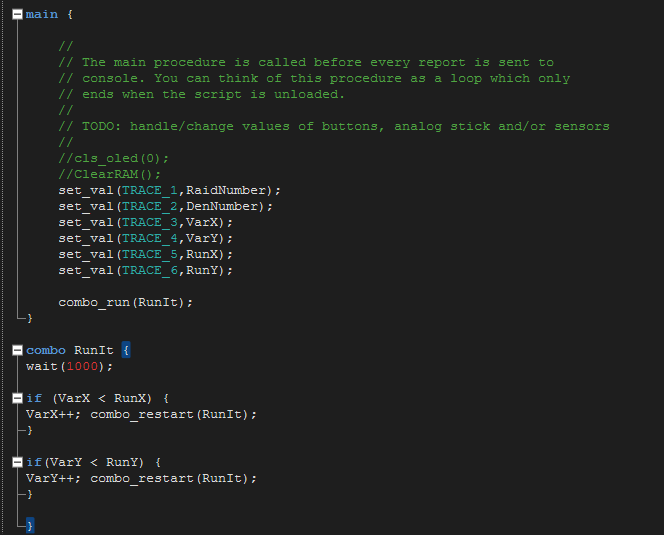 main {
//
// The main procedure is called before every report is sent to
// console. You can think of this procedure as a loop which only
// ends when the script is unloaded.
//
// TODO: handle/change values of buttons, analog stick and/or sensors
//
//cls_oled(0);
//ClearRAM();
set_val(TRACE_1,RaidNumber);
set_val(TRACE_2,DenNumber);
set_val(TRACE_3,VarX);
set_val(TRACE_4,VarY);
set_val(TRACE_5,RunX);
set_val(TRACE_6,RunY);
combo_run(RunIt);
}
combo RunIt {
wait(1000);
if (VarX < RunX) {
VarX++; combo_restart(RunIt);
}
if(VarY < RunY) {
VarY++; combo_restart(RunIt);
}
}